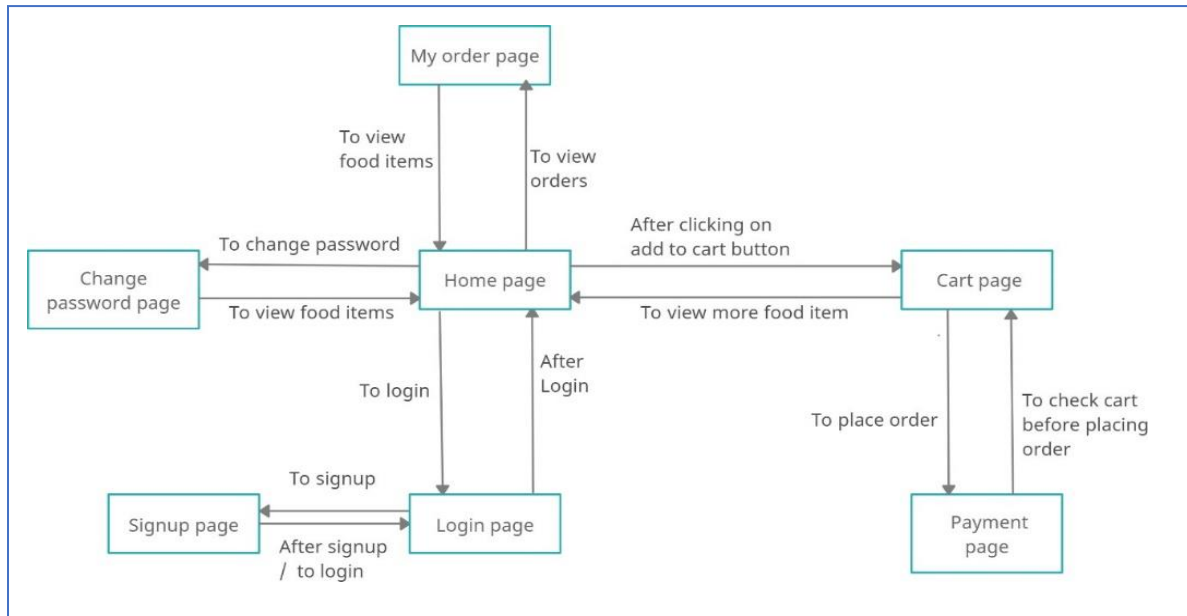 My order page
To view
food items
To view
orders
To change password
After clicking on
add to cart button
Change
password page
Home page
Cart page
To view food items
To view more food item
To login
After
Login
To place order
To check cart
before placing
order
To signup
Signup page
Login page
After signup
/ to login
Payment
page